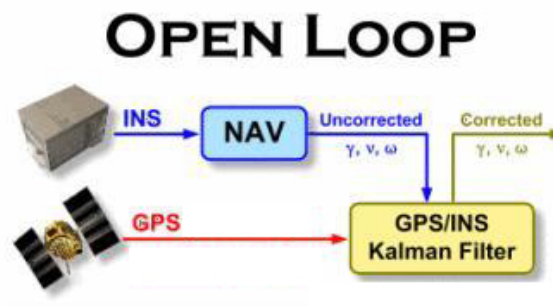 OPEN LOOP
INS
NAV
Uncorrected
γ, ν, ω
Corrected
γ, ν, ω
GPS
GPS/INS
Kalman Filter